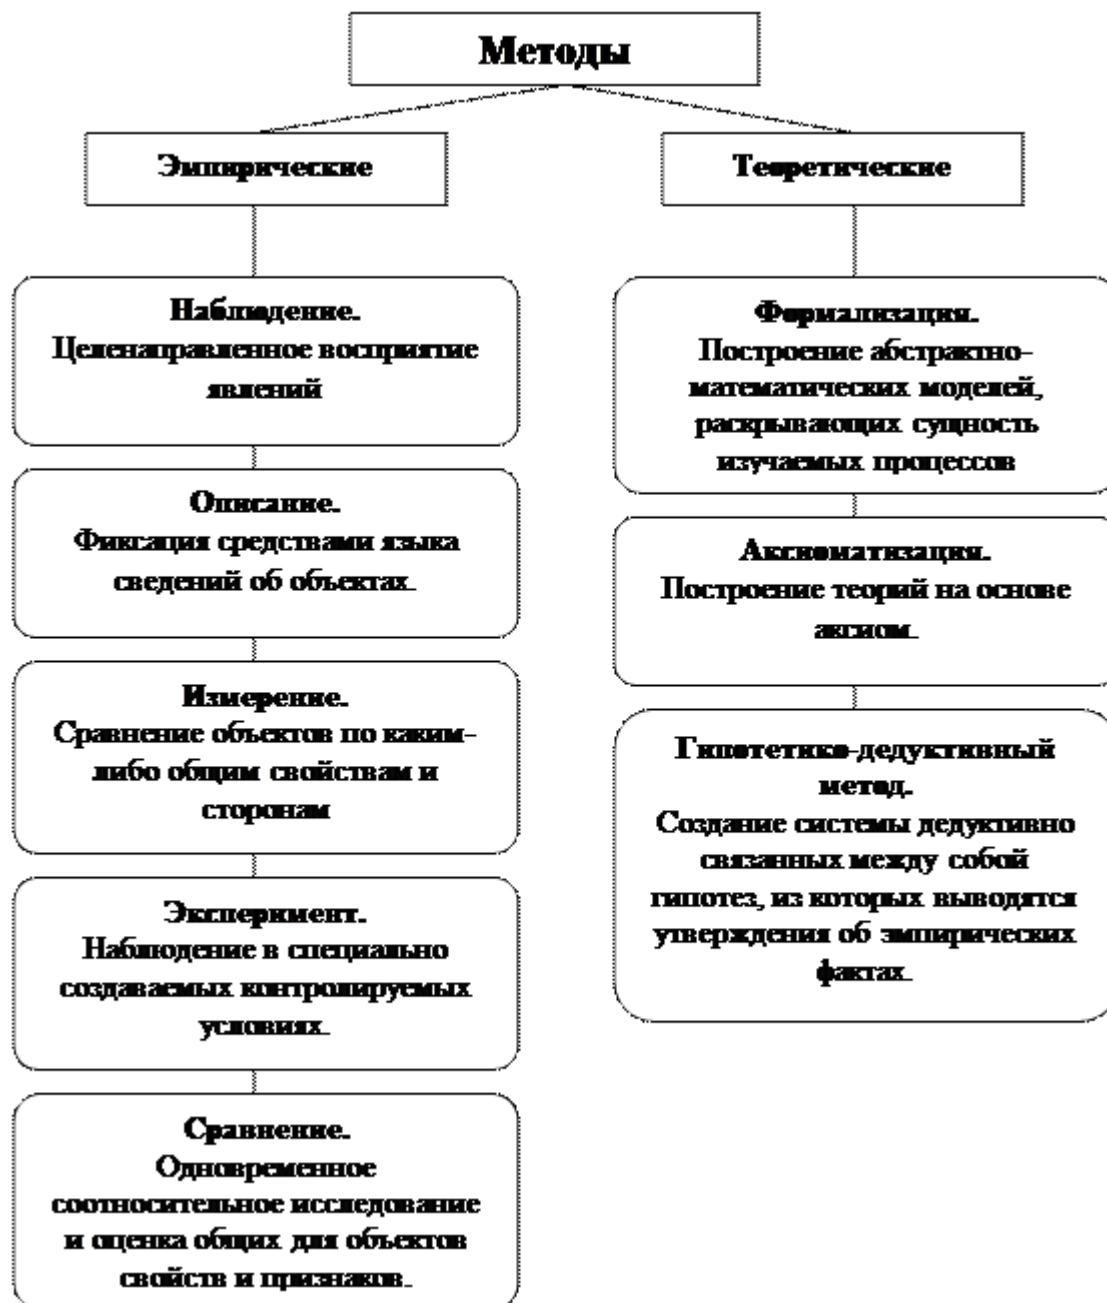 Методы
Эмпирические
Теоретические
Наблюдение.
Целенаправленное восприятие
явлений
Описание.
Фиксация средствами языка
сведений об объектах.
Измерение.
Сравнение объектов по каким-
либо общим свойствам и
сторонам
Эксперимент.
Наблюдение в специально
создаваемых контролируемых
условиях.
Сравнение.
Одновременное
соотносительное исследование
и оценка общих для объектов
свойств и признаков.
Формализация.
Построение абстрактно-
математических моделей,
раскрывающих сущность
изучаемых процессов
Аксиоматизация.
Построение теорий на основе
аксиом.
Гипотетико-дедуктивный
метод.
Создание системы дедуктивно
связанных между собой
гипотез, из которых выводятся
утверждения об эмпирических
фактах.